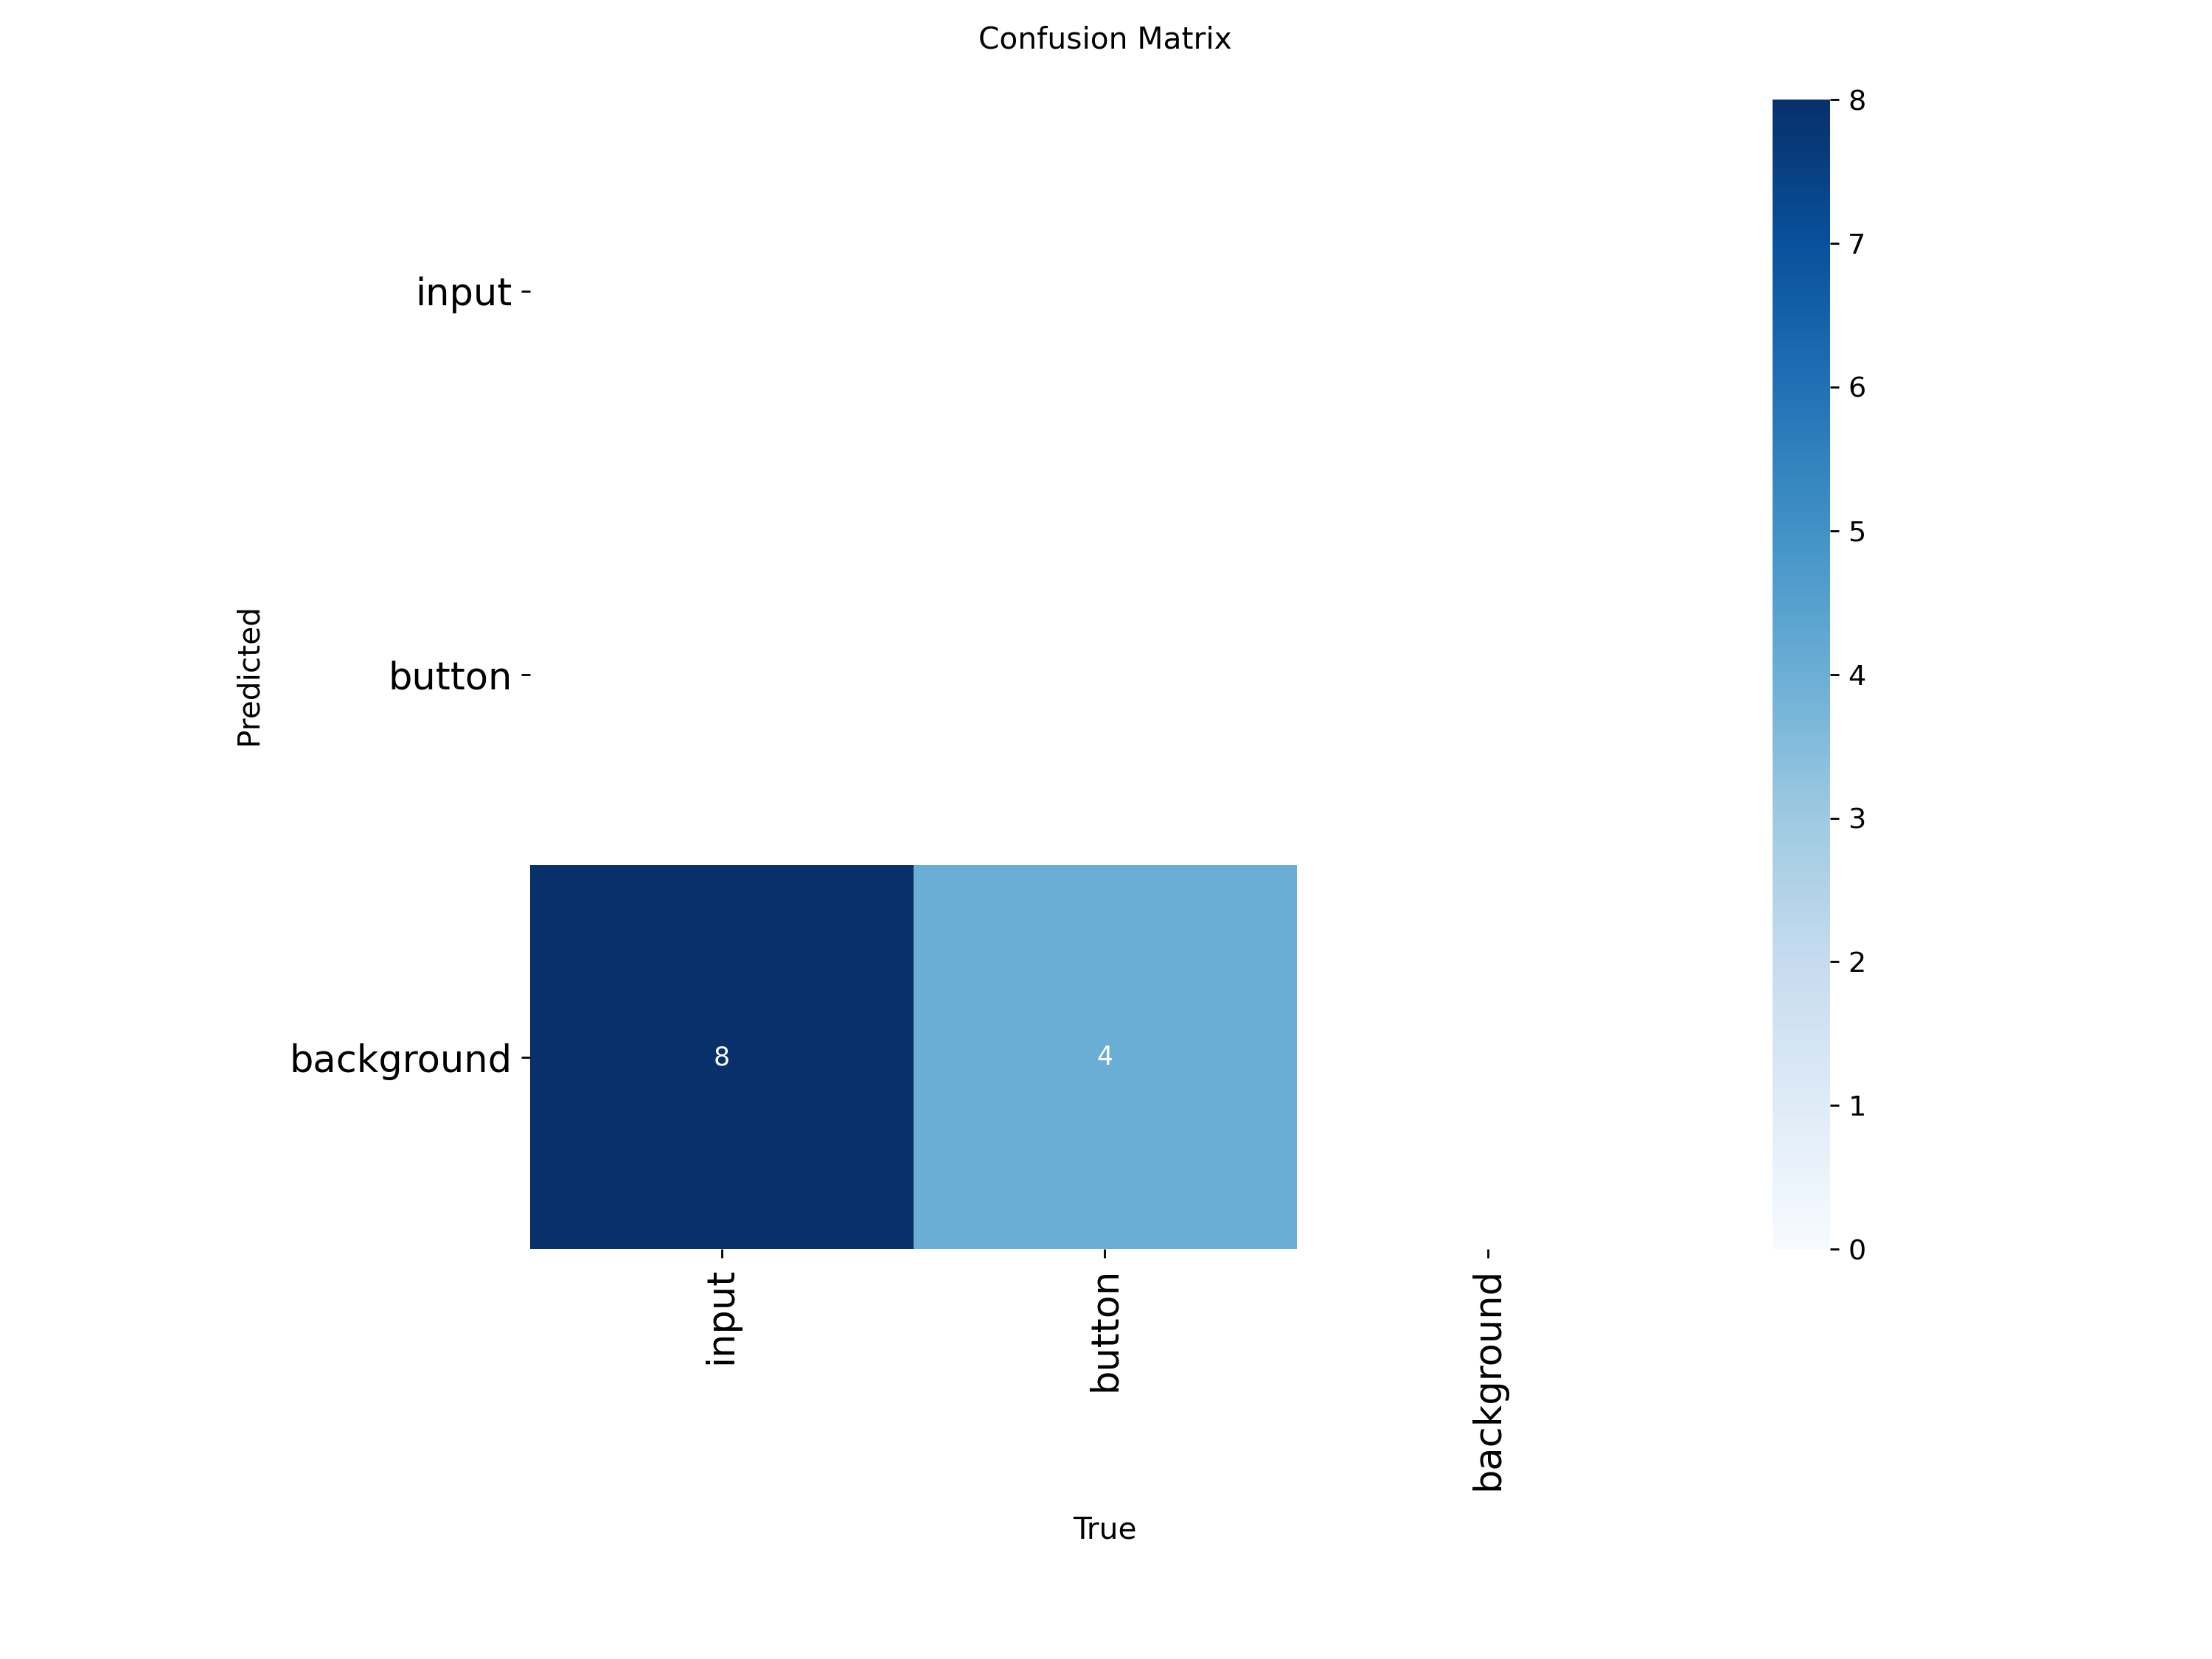 Confusion Matrix
8
7
6
5
4
3
2
1
0
Predicted
input
button
background
8
4
input
button
background
True